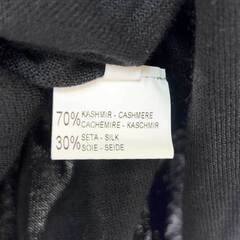 70% KASHMIR - CASHMERE
CACHEMIRE - KASCHMIR
30% SETA - SILK
SOIE - SEIDE